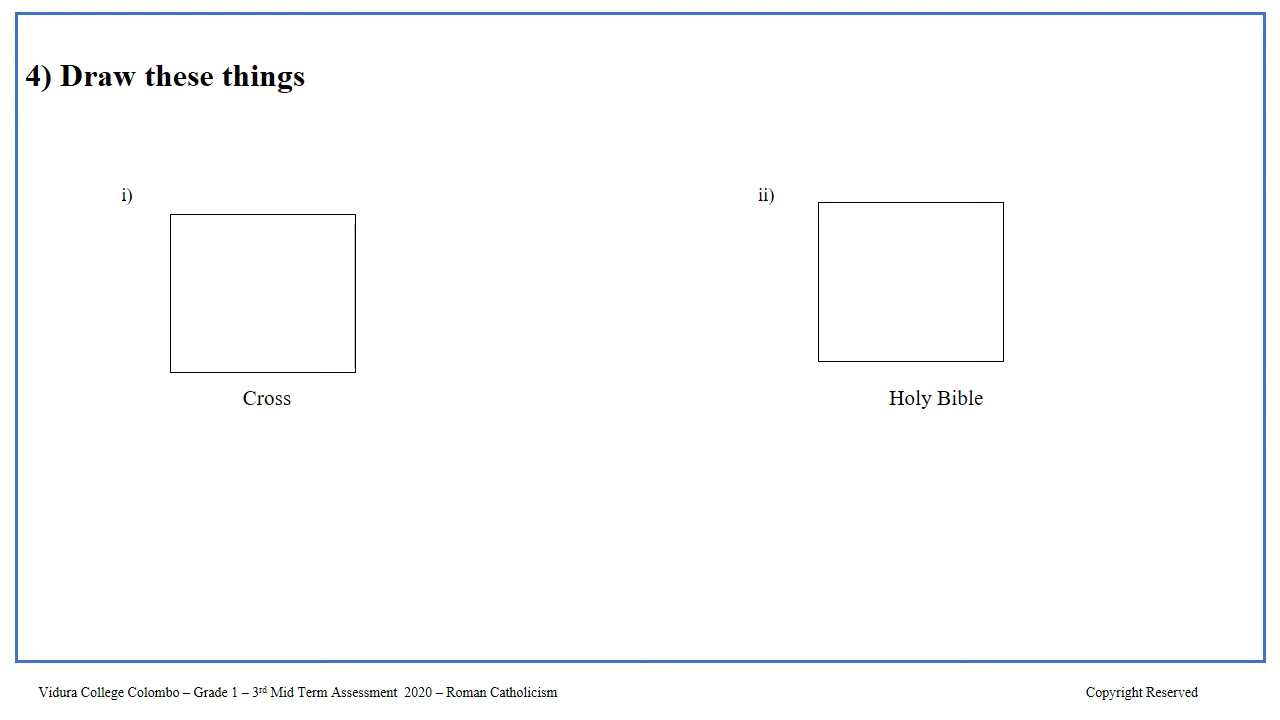 4) Draw these things
i)
ii)
Cross
Holy Bible
Vidura College Colombo – Grade 1 – 3rd Mid Term Assessment  2020 – Roman Catholicism
Copyright Reserved